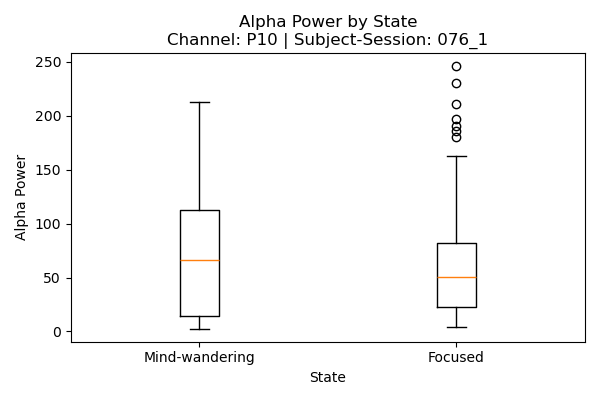 Alpha Power by State
Channel: P10 | Subject-Session: 076_1
250
200
150
100
50
0
Alpha Power
Mind-wandering
Focused
State